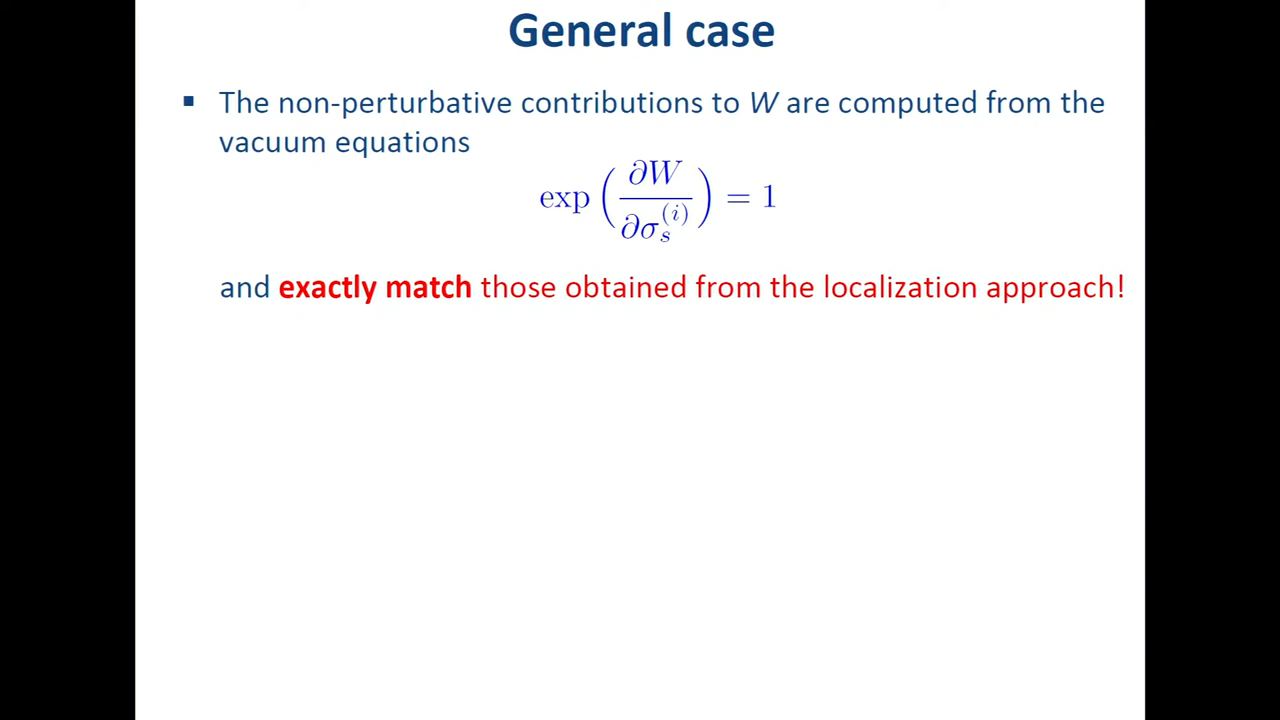 General case
▪ The non-perturbative contributions to W are computed from the
vacuum equations
exp ( ∂W / ∂σ_s^{(i)} ) = 1
and exactly match those obtained from the localization approach!